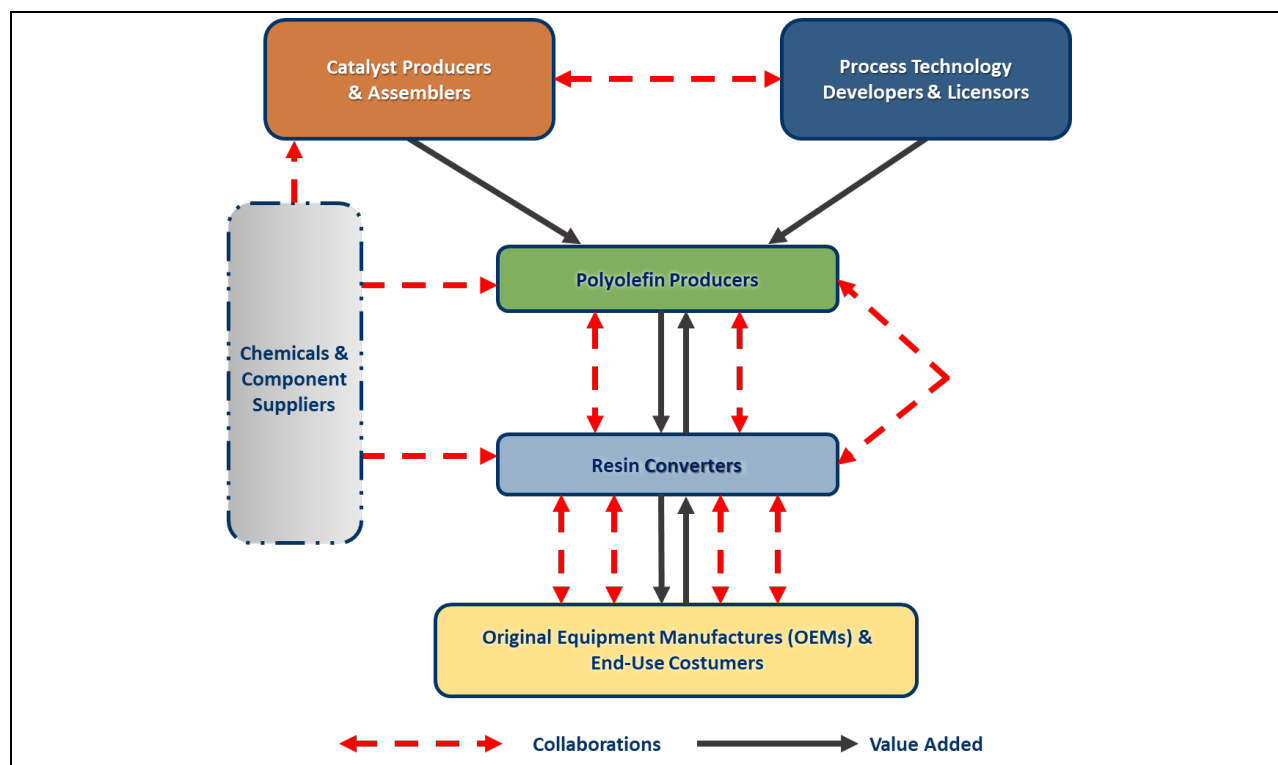 Catalyst Producers
& Assemblers
Process Technology
Developers & Licensors
Polyolefin Producers
Chemicals &
Component
Suppliers
Resin Converters
Original Equipment Manufactures (OEMs) &
End-Use Costumers
Collaborations
Value Added